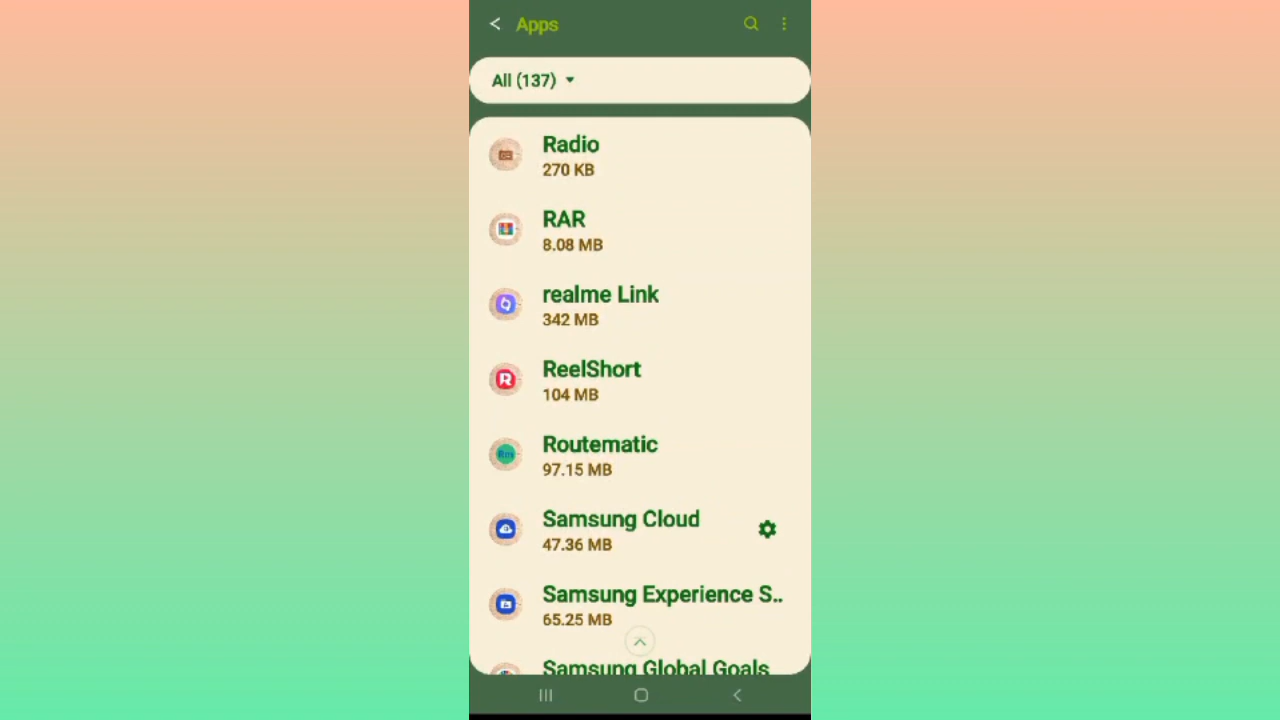 Apps
All (137)
Radio
270 KB
RAR
8.08 MB
realme Link
342 MB
ReelShort
104 MB
Rm
Routematic
97.15 MB
Samsung Cloud
47.36 MB
Samsung Experience S..
65.25 MB
Samsung Global Goals